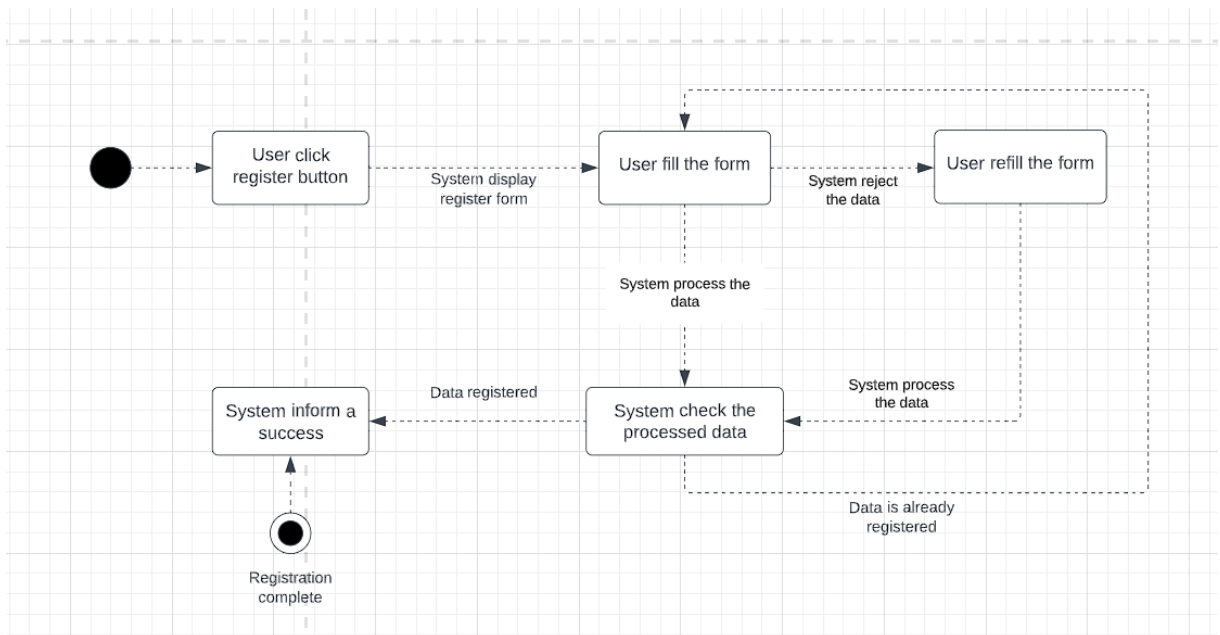 User click
register button
System display
register form
User fill the form
System reject
the data
User refill the form
System process the
data
System inform a
success
Data registered
System check the
processed data
System process
the data
Data is already
registered
Registration
complete